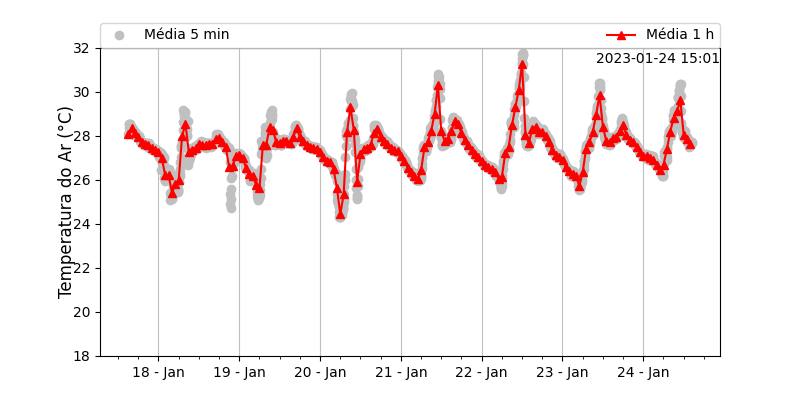 Média 5 min
Média 1 h
2023-01-24 15:01
Temperatura do Ar (°C)
32
30
28
26
24
22
20
18
18 - Jan
19 - Jan
20 - Jan
21 - Jan
22 - Jan
23 - Jan
24 - Jan